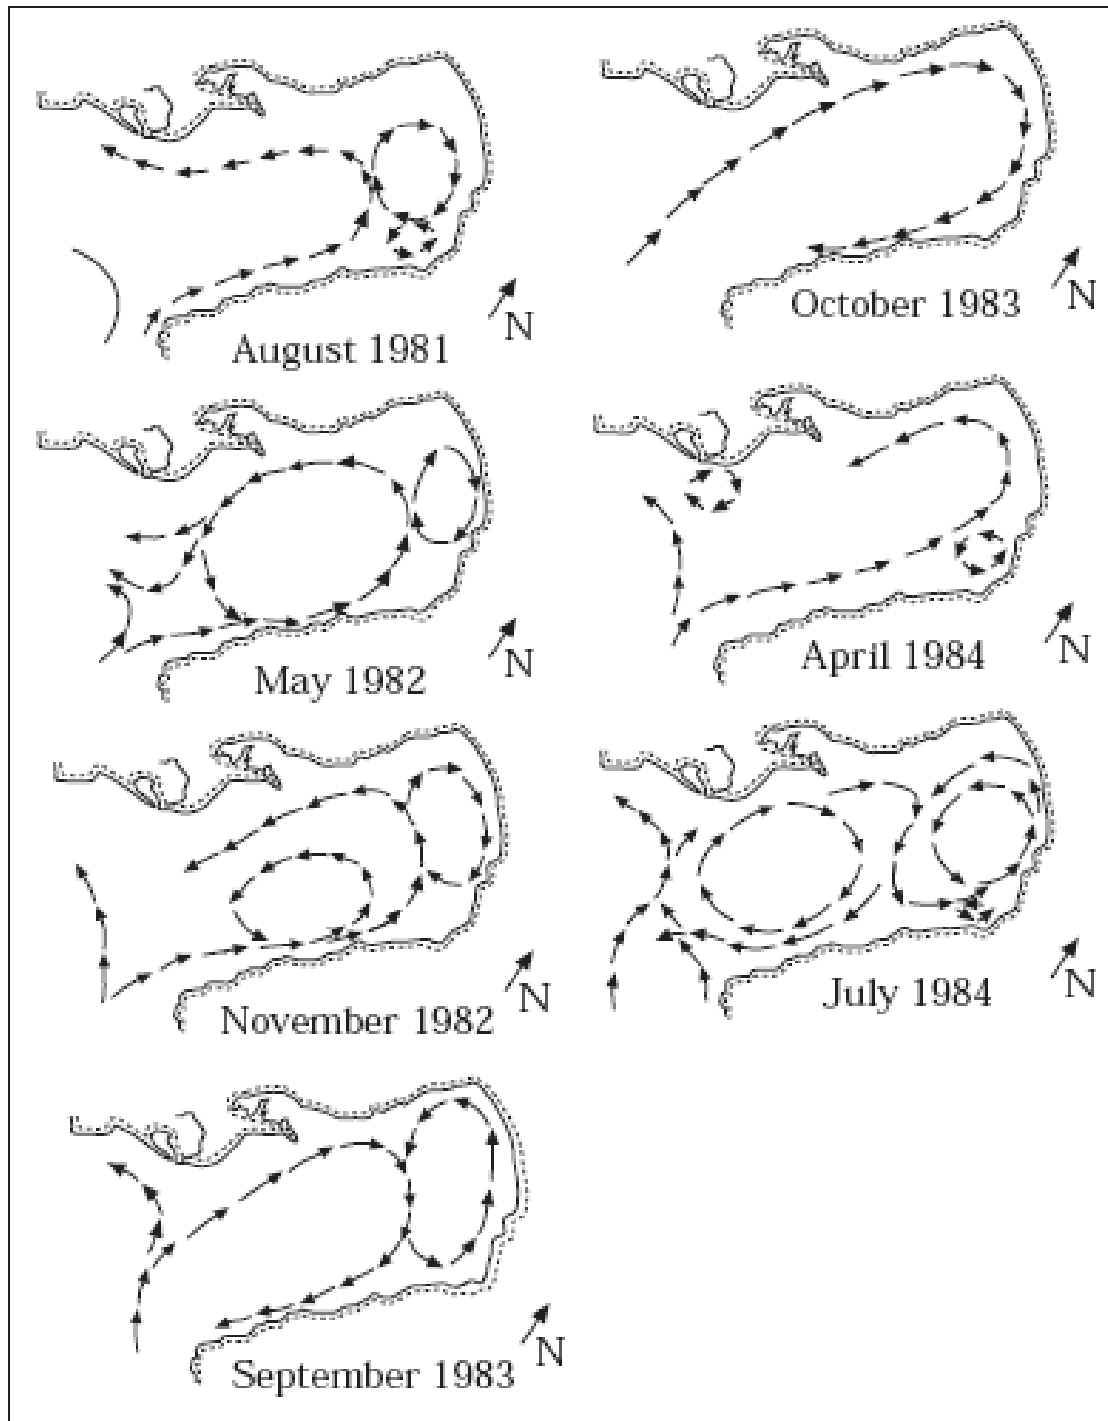 N
August 1981
N
October 1983
N
May 1982
N
April 1984
N
November 1982
N
July 1984
N
September 1983